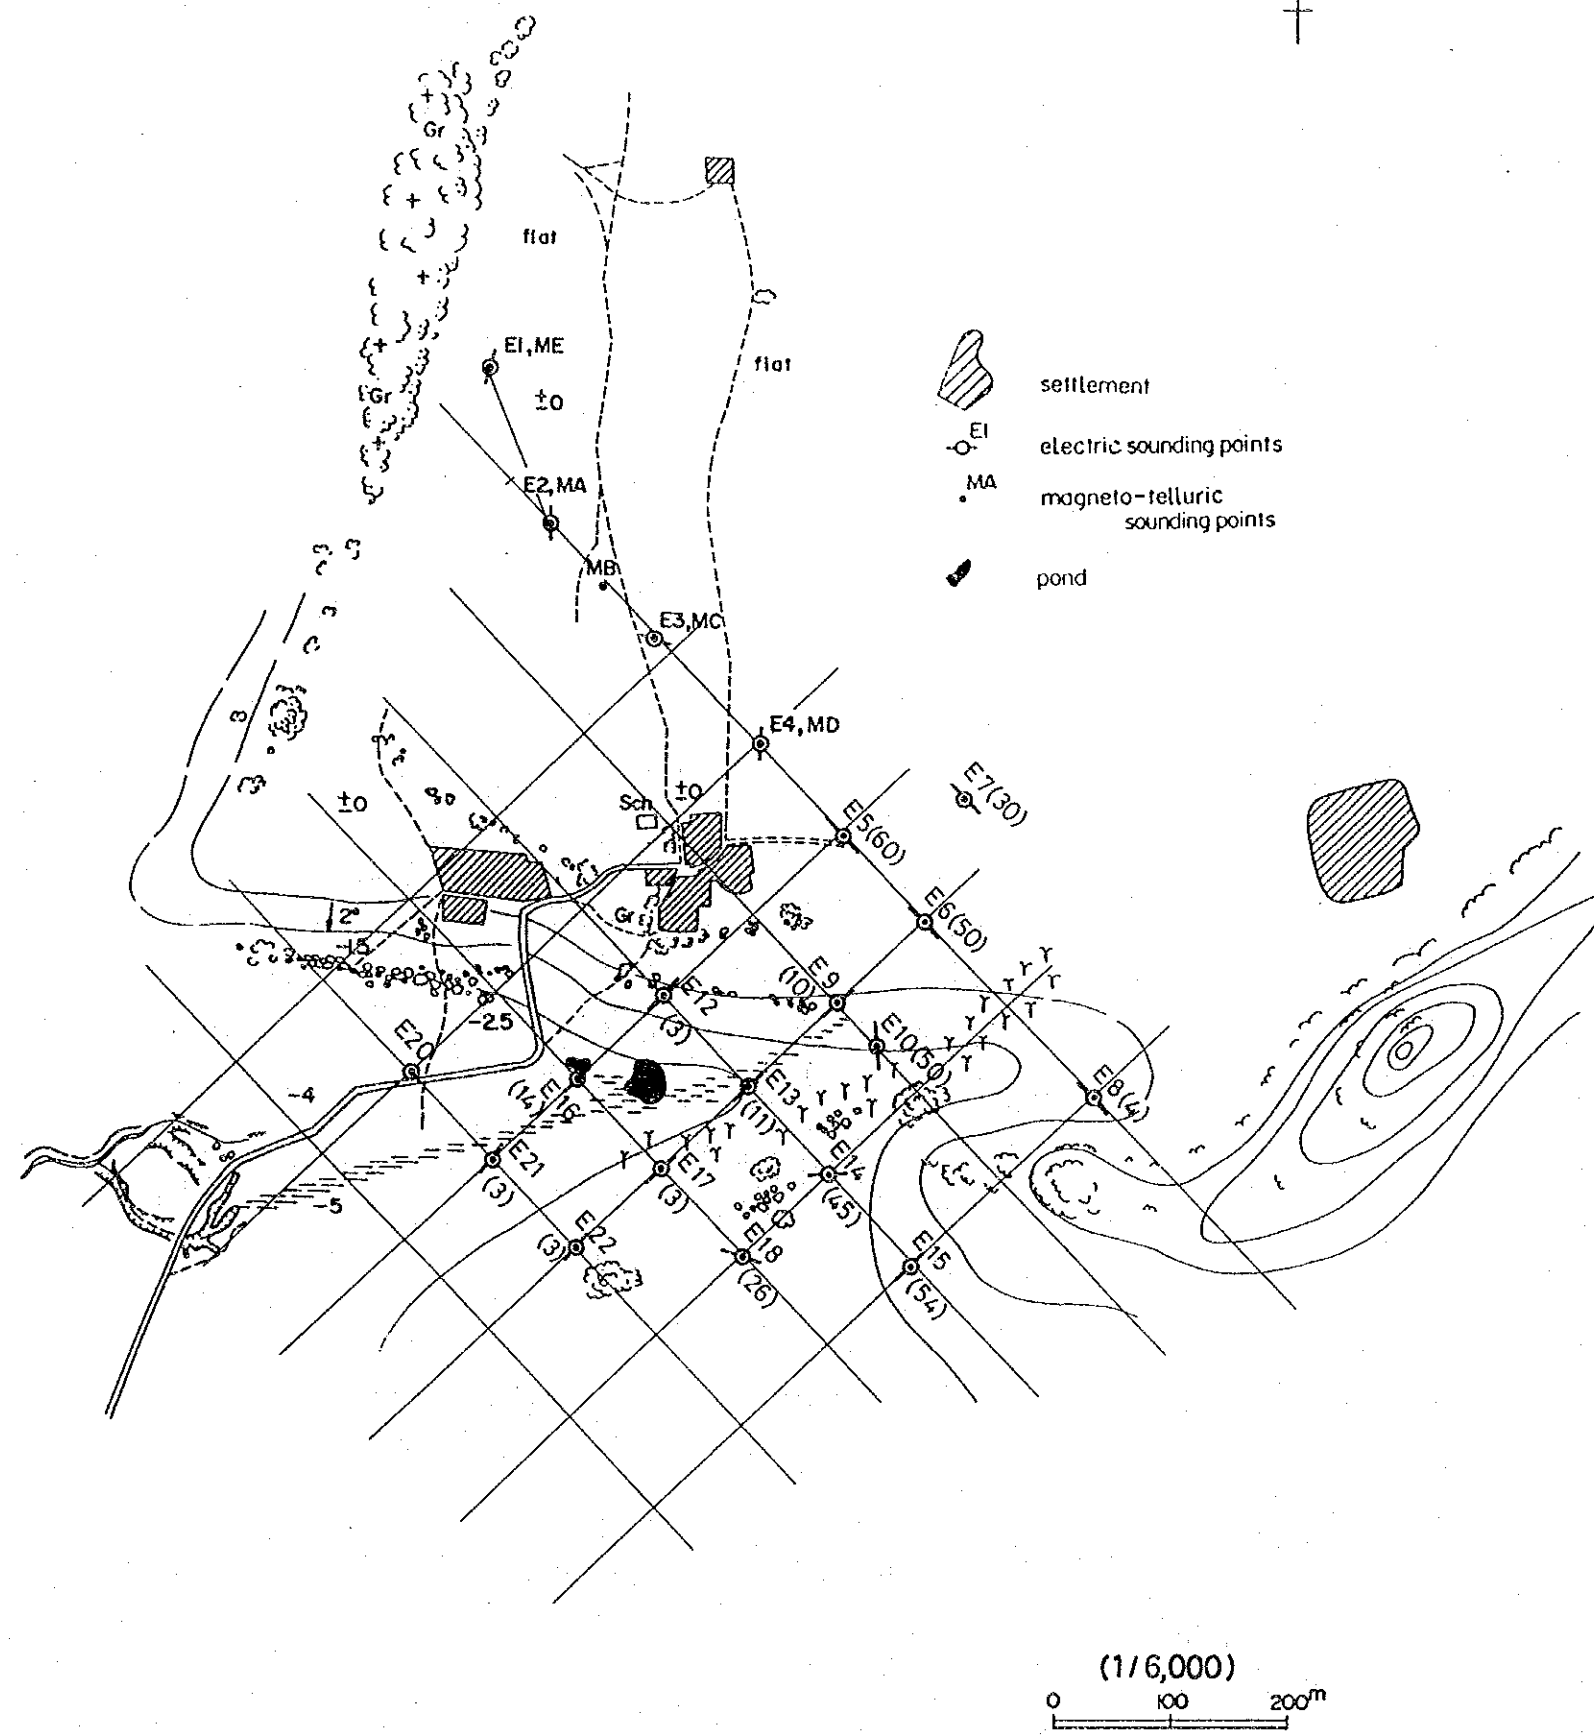 Gr
flat
E1,ME
flat
±0
Gr
settlement
E1
electric sounding points
E2,MA
MA
magneto-telluric
sounding points
MB
pond
E3,MC
3
3
E4,MD
±0
±0
Sch
E7(30)
E5(60)
2°
Gr
E6(50)
-1.5
E9
(10)
E12
(3)
-2.5
E10(50
E20
E13
(11)
E8(4)
-4
E16
(14)
E14
(45)
E21
(3)
E17
(3)
-5
E22
(3)
E18
(26)
E15
(54)
(1/6,000)
0 100 200m